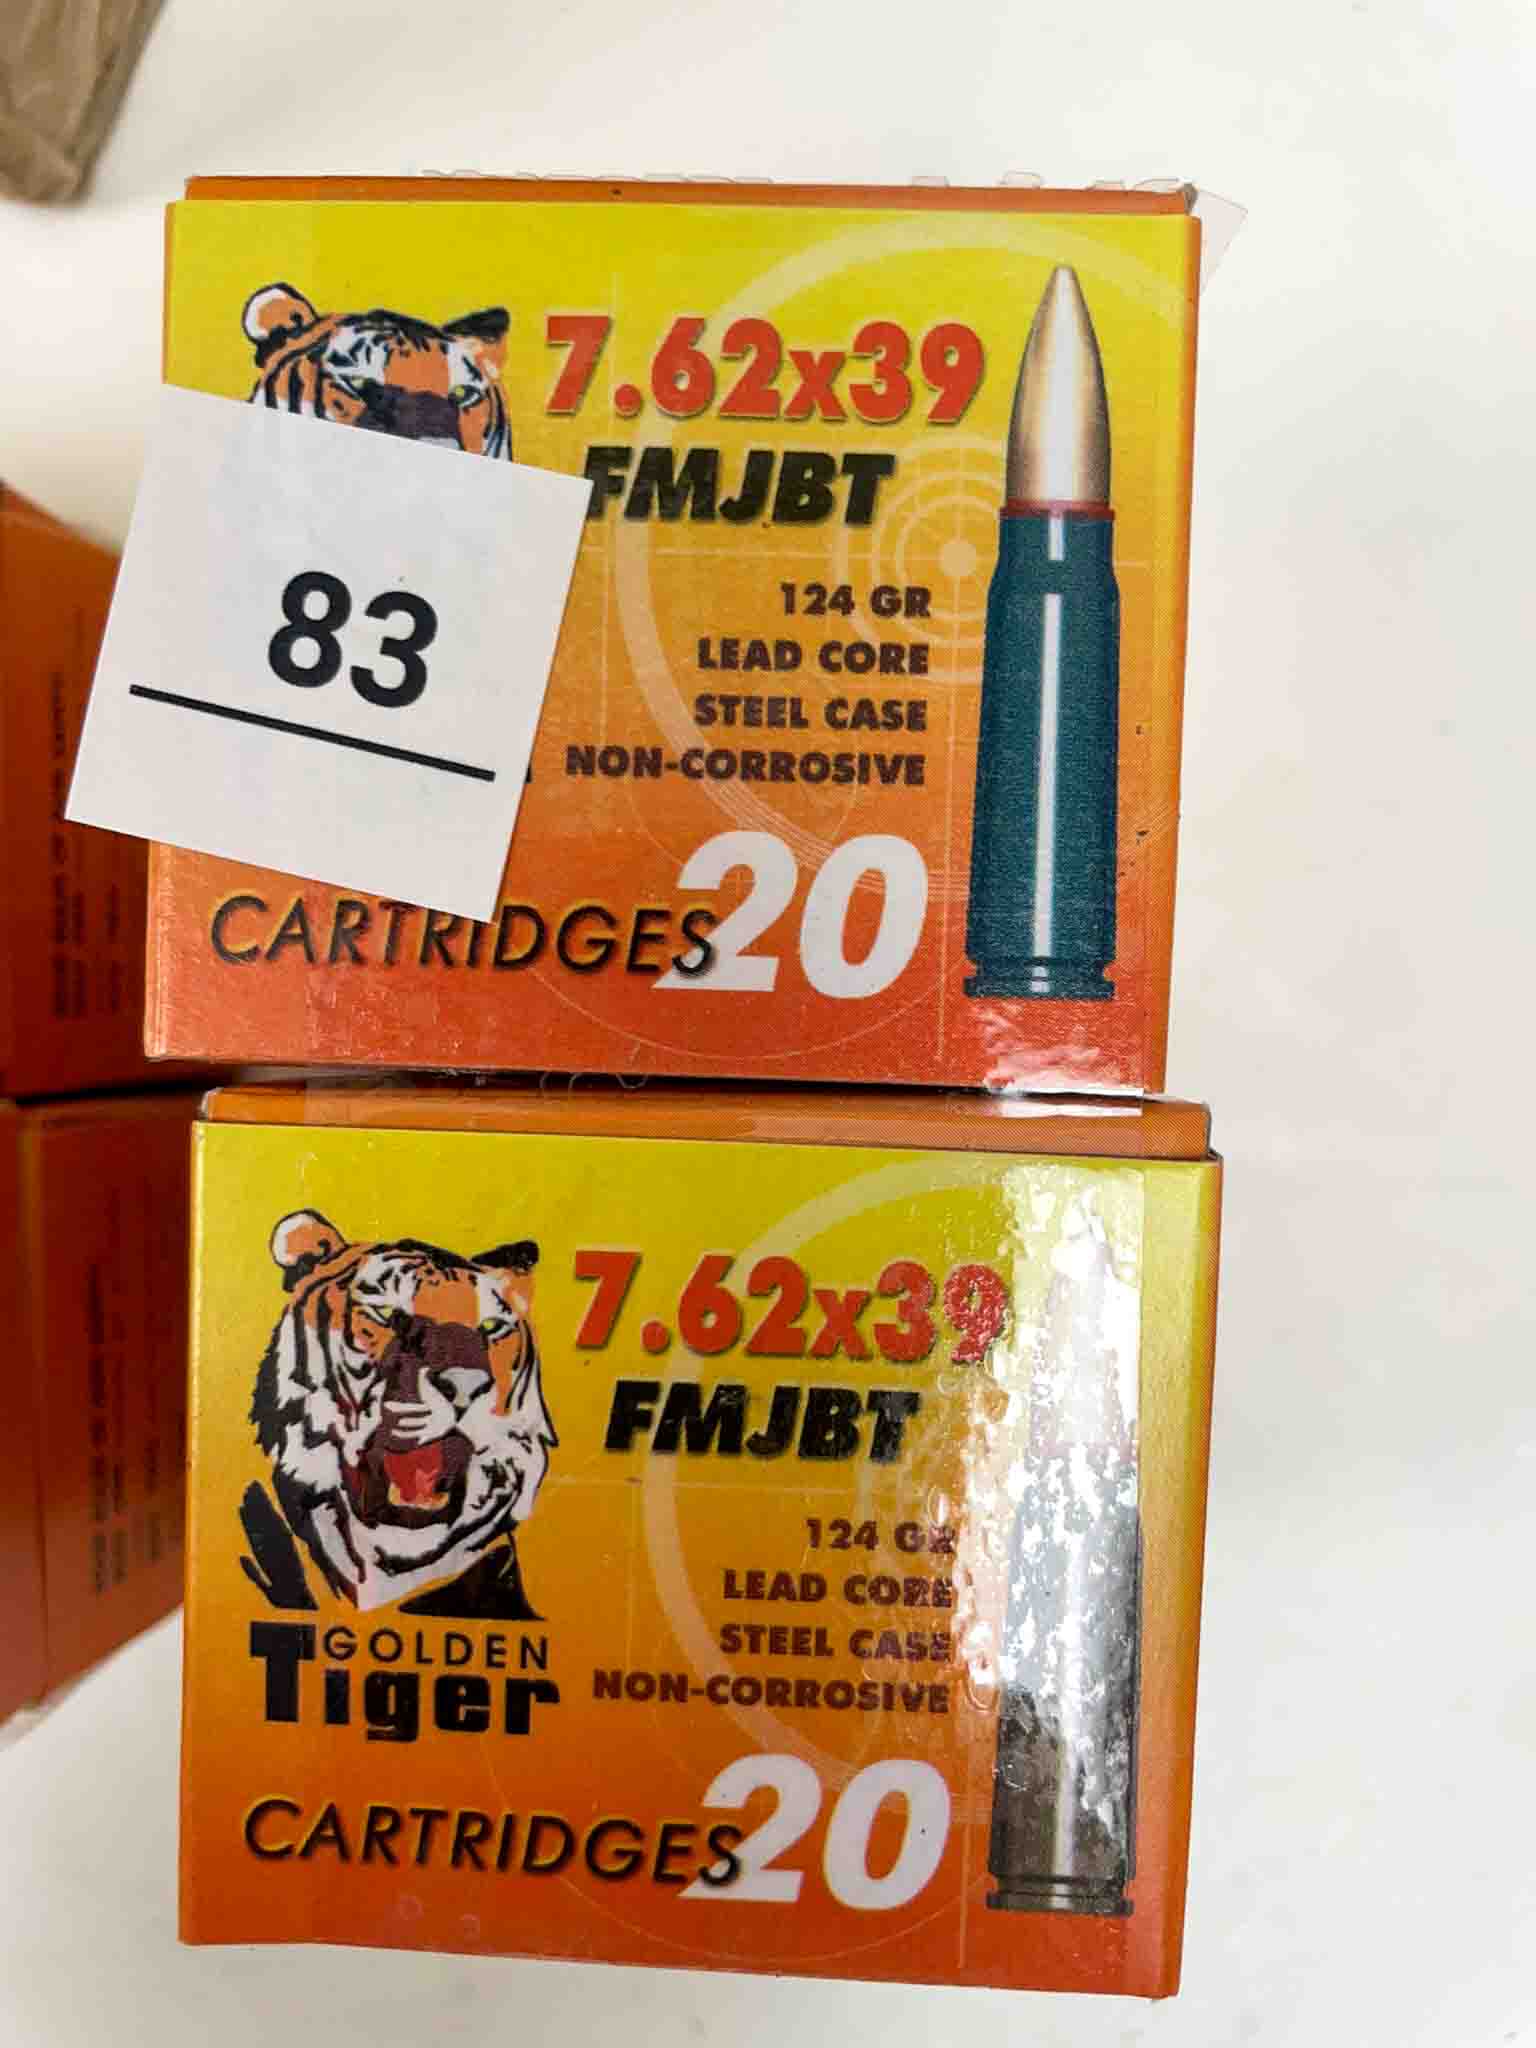 7.62x39
FMJBT
83
124 GR
LEAD CORE
STEEL CASE
NON-CORROSIVE
CARTRIDGES 20
7.62x39
FMJBT
124 GR
LEAD CORE
STEEL CASE
NON-CORROSIVE
GOLDEN
Tiger
CARTRIDGES 20